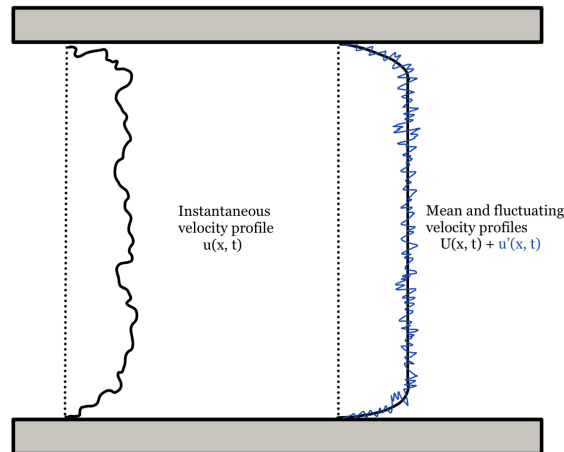 Instantaneous
velocity profile
u(x, t)
Mean and fluctuating
velocity profiles
U(x, t) + u'(x, t)